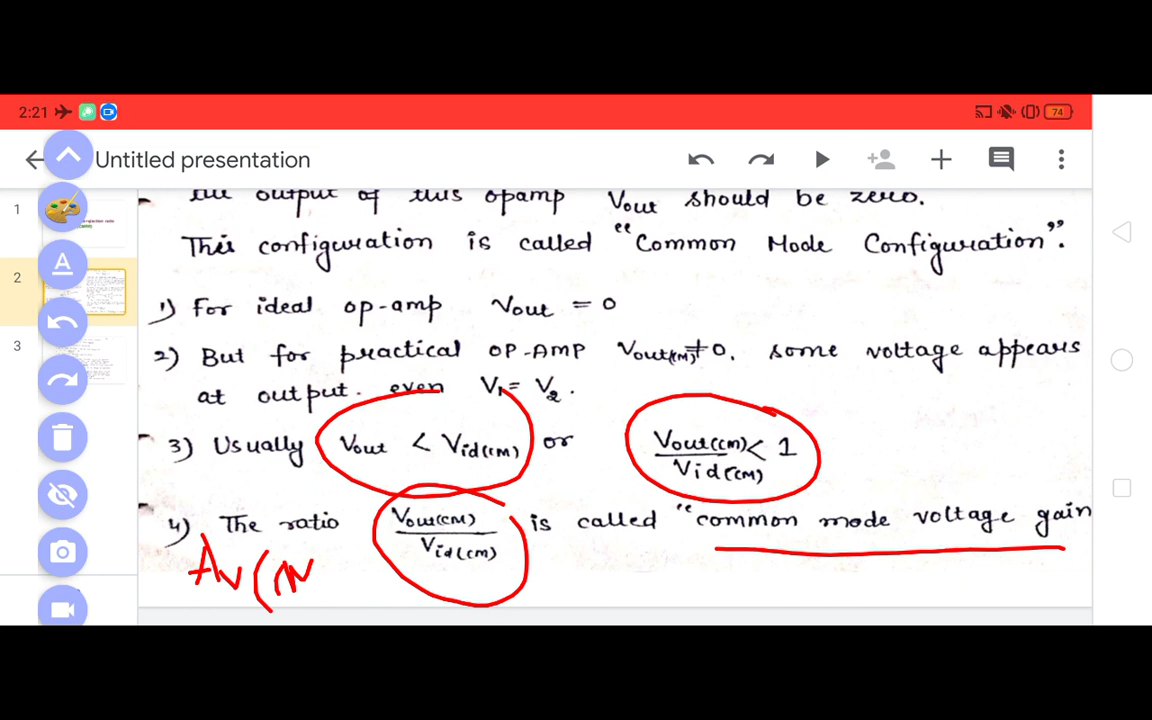 2:21
74
Untitled presentation
1
2
3
the output of this opamp Vout should be zero.
This configuration is called "Common Mode Configuration".
1) For ideal op-amp Vout = 0
2) But for practical OP-AMP Vout(CM) ≠ 0. some voltage appears
at output. even V1 = V2.
3) Usually Vout < Vid(CM) or Vout(CM)/Vid(CM) < 1
4) The ratio Vout(CM)/Vid(CM) is called "common mode voltage gain
Av(